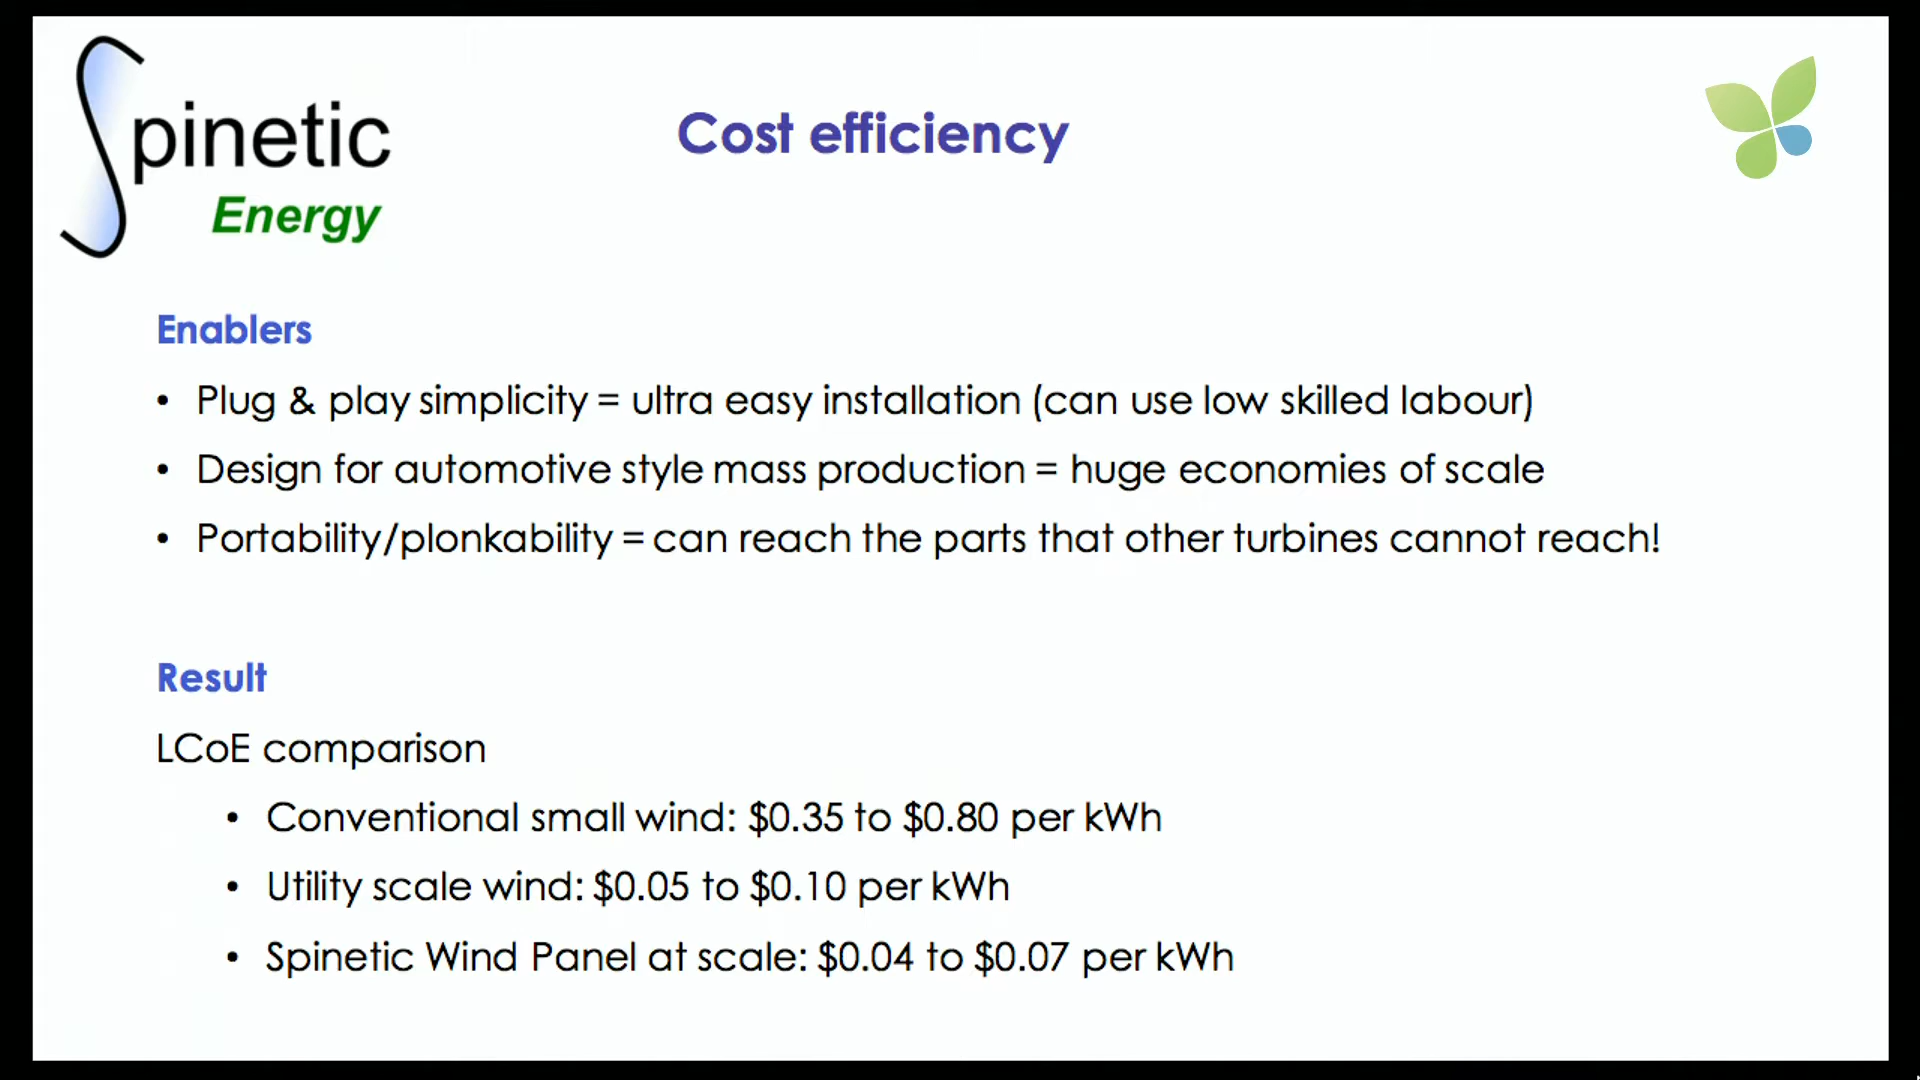 Spinetic
Energy
Cost efficiency
Enablers
• Plug & play simplicity = ultra easy installation (can use low skilled labour)
• Design for automotive style mass production = huge economies of scale
• Portability/plonkability = can reach the parts that other turbines cannot reach!
Result
LCoE comparison
• Conventional small wind: $0.35 to $0.80 per kWh
• Utility scale wind: $0.05 to $0.10 per kWh
• Spinetic Wind Panel at scale: $0.04 to $0.07 per kWh